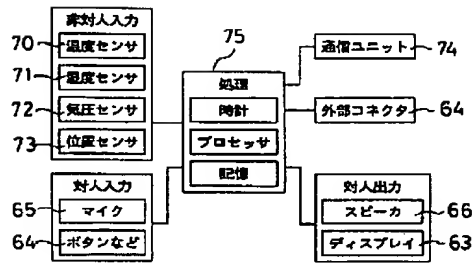 非対人入力
70 温度センサ
71 湿度センサ
72 気圧センサ
73 位置センサ
対人入力
65 マイク
64 ボタンなど
75
処理
時計
プロセッサ
記憶
通信ユニット 74
外部コネクタ 64
対人出力
スピーカ 66
ディスプレイ 63